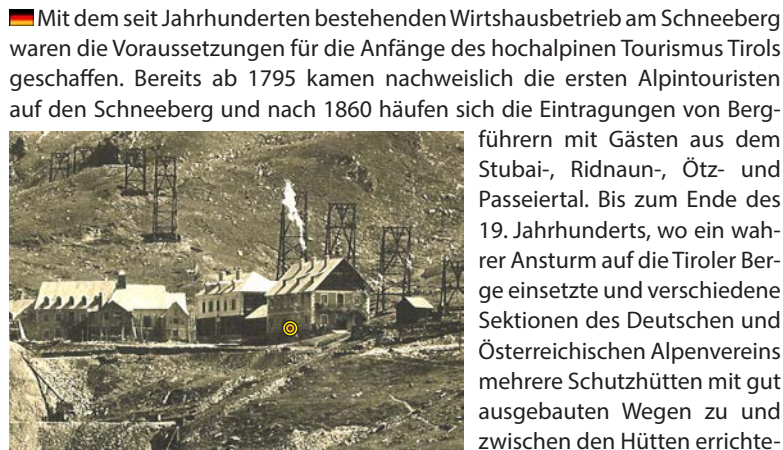 Mit dem seit Jahrhunderten bestehenden Wirtshausbetrieb am Schneeberg
waren die Voraussetzungen für die Anfänge des hochalpinen Tourismus Tirols
geschaffen. Bereits ab 1795 kamen nachweislich die ersten Alpintouristen
auf den Schneeberg und nach 1860 häufen sich die Eintragungen von Berg-
führern mit Gästen aus dem
Stubai-, Ridnaun-, Ötz- und
Passeiertal. Bis zum Ende des
19. Jahrhunderts, wo ein wah-
rer Ansturm auf die Tiroler Ber-
ge einsetzte und verschiedene
Sektionen des Deutschen und
Österreichischen Alpenvereins
mehrere Schutzhütten mit gut
ausgebauten Wegen zu und
zwischen den Hütten errichte-